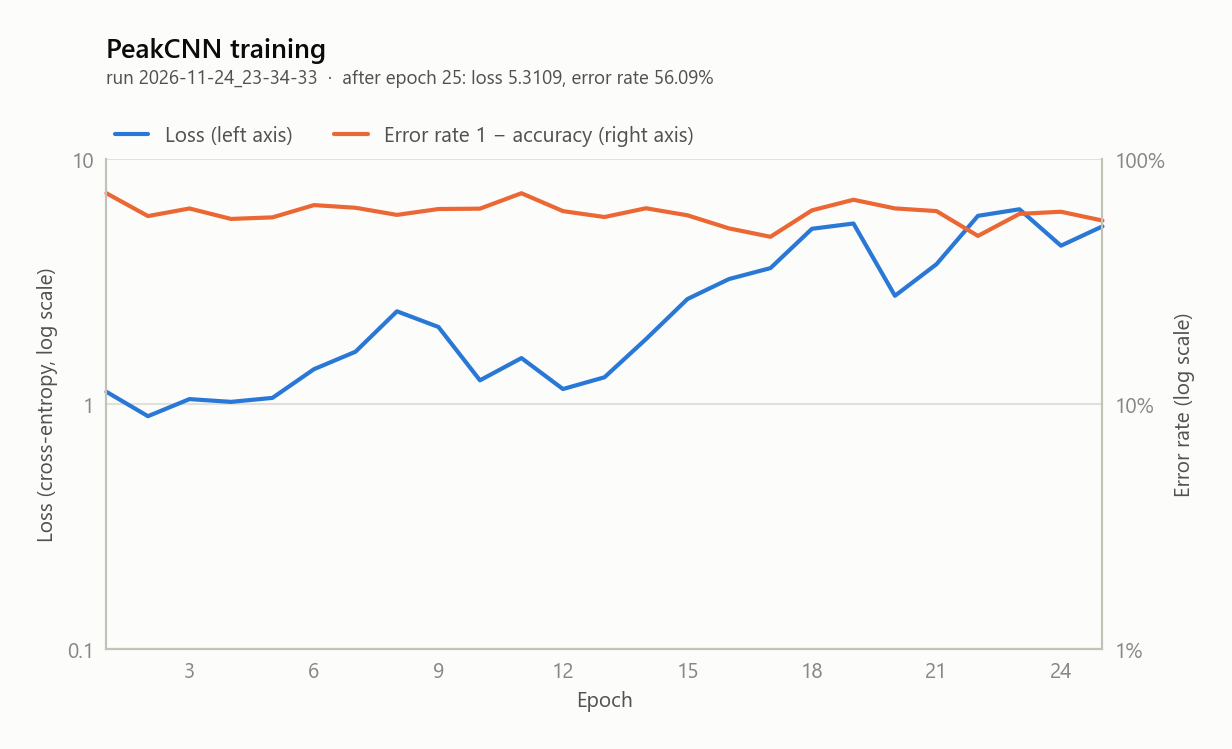 PeakCNN training
run 2026-11-24_23-34-33 · after epoch 25: loss 5.3109, error rate 56.09%
Loss (left axis)
Error rate 1 − accuracy (right axis)
10
1
0.1
Loss (cross-entropy, log scale)
100%
10%
1%
Error rate (log scale)
3 6 9 12 15 18 21 24
Epoch